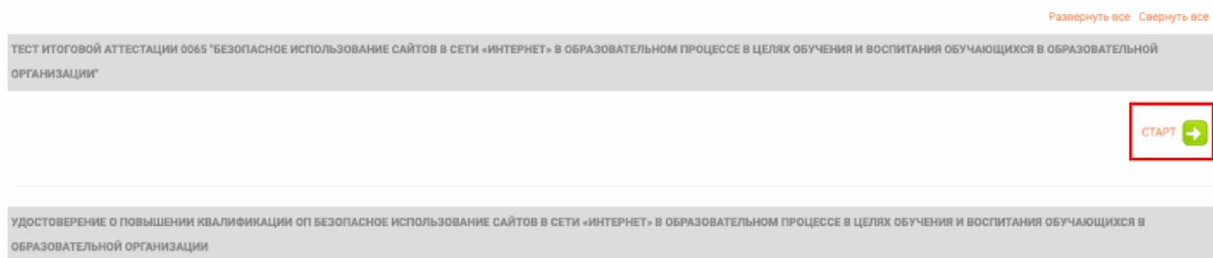 Развернуть все Свернуть все
ТЕСТ ИТОГОВОЙ АТТЕСТАЦИИ 0065 "БЕЗОПАСНОЕ ИСПОЛЬЗОВАНИЕ САЙТОВ В СЕТИ «ИНТЕРНЕТ» В ОБРАЗОВАТЕЛЬНОМ ПРОЦЕССЕ В ЦЕЛЯХ ОБУЧЕНИЯ И ВОСПИТАНИЯ ОБУЧАЮЩИХСЯ В ОБРАЗОВАТЕЛЬНОЙ
ОРГАНИЗАЦИИ"
СТАРТ
УДОСТОВЕРЕНИЕ О ПОВЫШЕНИИ КВАЛИФИКАЦИИ ОП БЕЗОПАСНОЕ ИСПОЛЬЗОВАНИЕ САЙТОВ В СЕТИ «ИНТЕРНЕТ» В ОБРАЗОВАТЕЛЬНОМ ПРОЦЕССЕ В ЦЕЛЯХ ОБУЧЕНИЯ И ВОСПИТАНИЯ ОБУЧАЮЩИХСЯ В
ОБРАЗОВАТЕЛЬНОЙ ОРГАНИЗАЦИИ